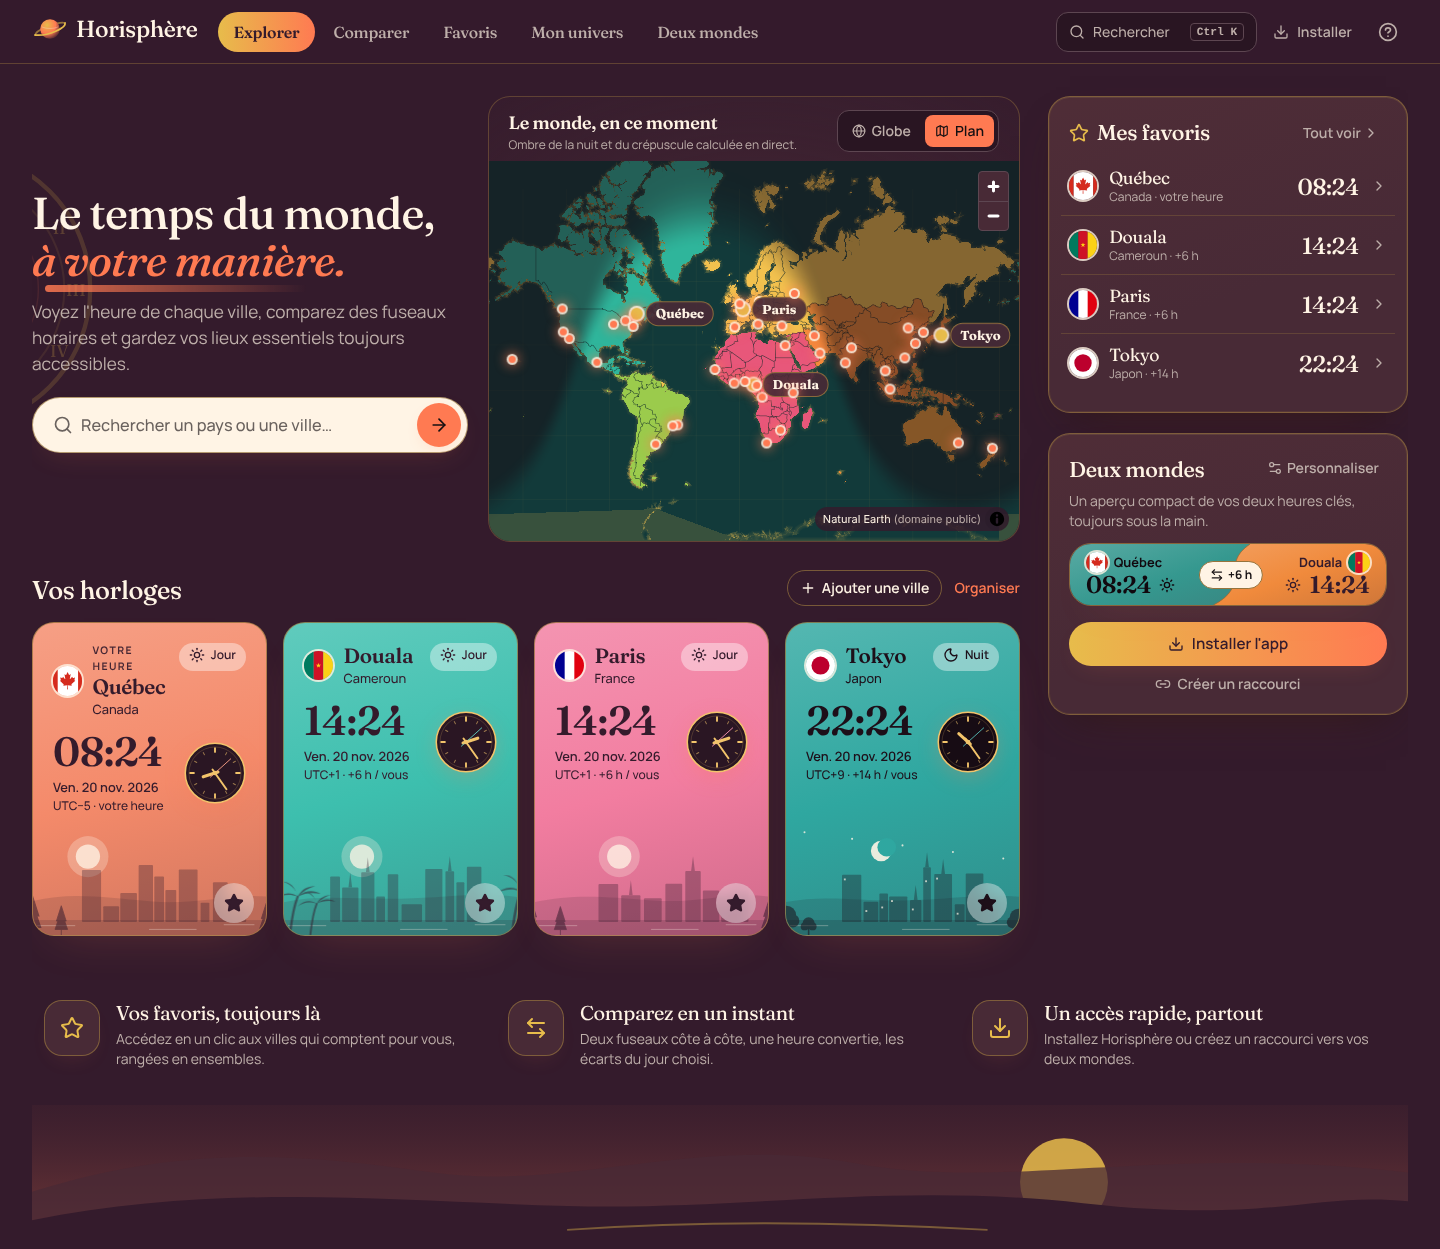 Horisphère
Explorer
Comparer
Favoris
Mon univers
Deux mondes
Rechercher
Ctrl K
Installer
Le temps du monde,
à votre manière.
Voyez l'heure de chaque ville, comparez des fuseaux
horaires et gardez vos lieux essentiels toujours
accessibles.
Rechercher un pays ou une ville…
Le monde, en ce moment
Ombre de la nuit et du crépuscule calculée en direct.
Globe
Plan
+
−
Québec
Paris
Tokyo
Douala
Natural Earth (domaine public)
Mes favoris
Tout voir
Québec
Canada · votre heure
08:24
Douala
Cameroun · +6 h
14:24
Paris
France · +6 h
14:24
Tokyo
Japon · +14 h
22:24
Deux mondes
Personnaliser
Un aperçu compact de vos deux heures clés,
toujours sous la main.
Québec
08:24
+6 h
Douala
14:24
Installer l'app
Créer un raccourci
Vos horloges
Ajouter une ville
Organiser
VOTRE
HEURE
Québec
Canada
Jour
08:24
Ven. 20 nov. 2026
UTC−5 · votre heure
Douala
Cameroun
Jour
14:24
Ven. 20 nov. 2026
UTC+1 · +6 h / vous
Paris
France
Jour
14:24
Ven. 20 nov. 2026
UTC+1 · +6 h / vous
Tokyo
Japon
Nuit
22:24
Ven. 20 nov. 2026
UTC+9 · +14 h / vous
Vos favoris, toujours là
Accédez en un clic aux villes qui comptent pour vous,
rangées en ensembles.
Comparez en un instant
Deux fuseaux côte à côte, une heure convertie, les
écarts du jour choisi.
Un accès rapide, partout
Installez Horisphère ou créez un raccourci vers vos
deux mondes.